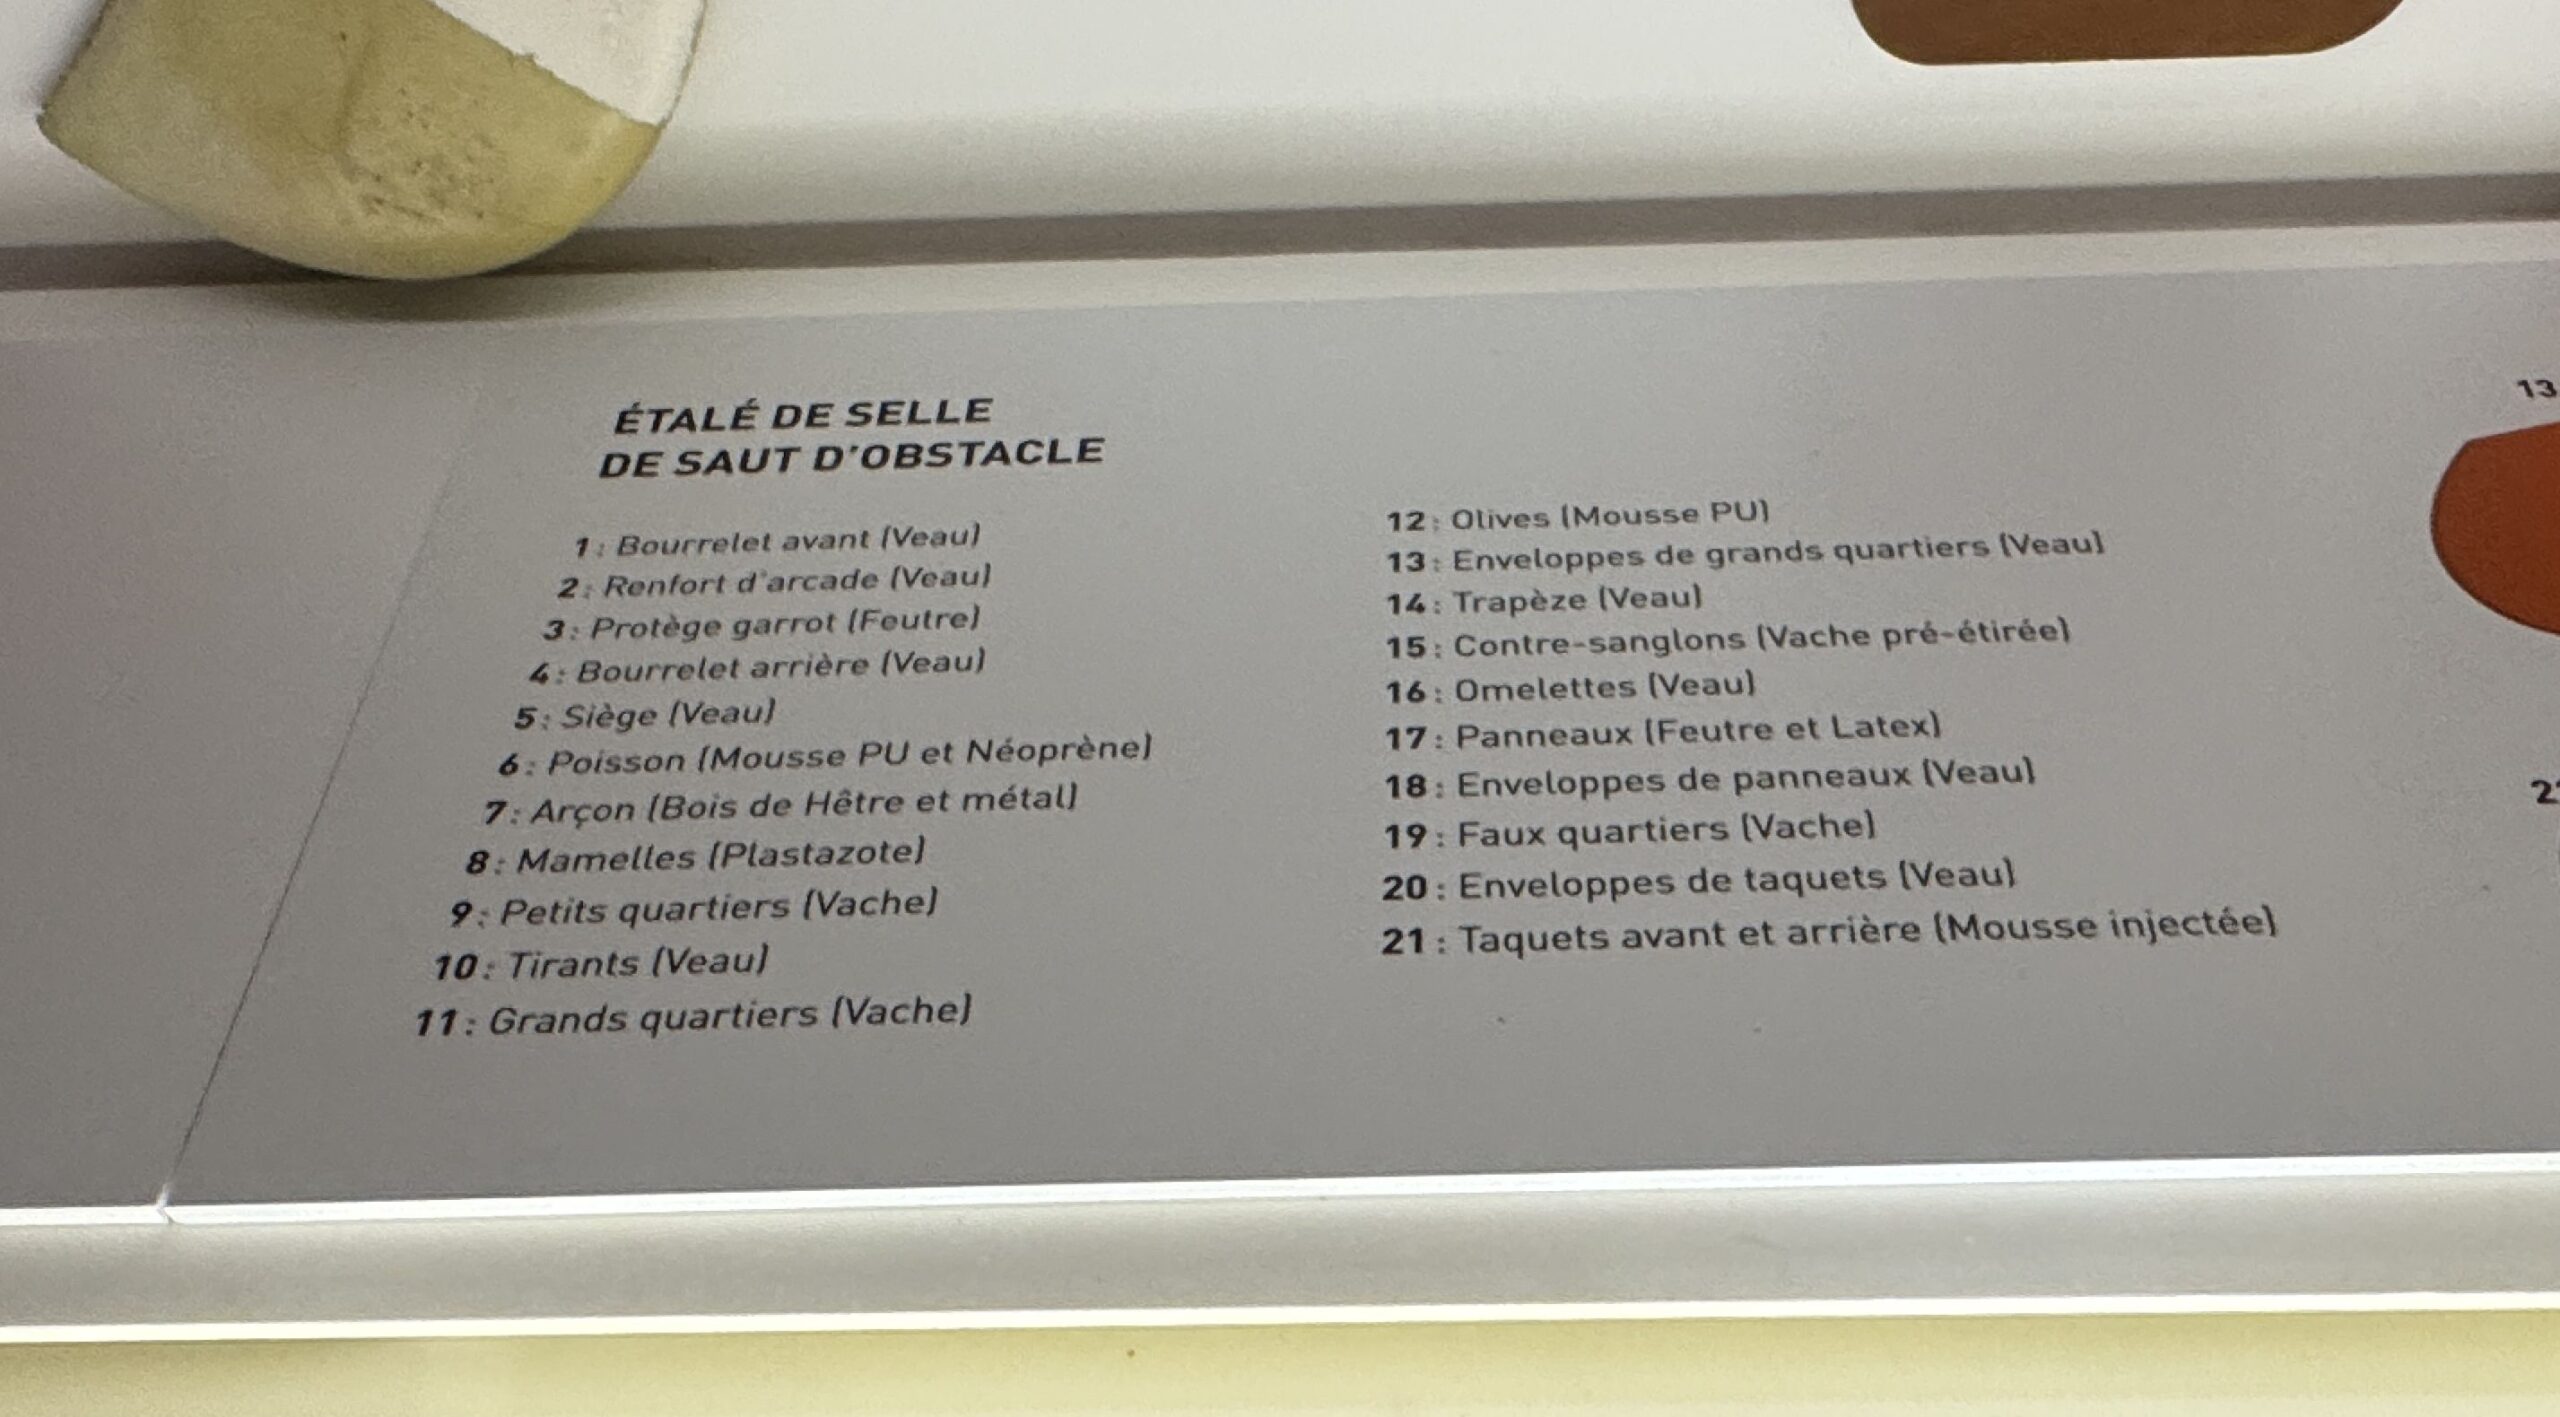 ÉTALÉ DE SELLE
DE SAUT D'OBSTACLE
1 : Bourrelet avant (Veau)
2 : Renfort d'arcade (Veau)
3 : Protège garrot (Feutre)
4 : Bourrelet arrière (Veau)
5 : Siège (Veau)
6 : Poisson (Mousse PU et Néoprène)
7 : Arçon (Bois de Hêtre et métal)
8 : Mamelles (Plastazote)
9 : Petits quartiers (Vache)
10 : Tirants (Veau)
11 : Grands quartiers (Vache)
12 : Olives (Mousse PU)
13 : Enveloppes de grands quartiers (Veau)
14 : Trapèze (Veau)
15 : Contre-sanglons (Vache pré-étirée)
16 : Omelettes (Veau)
17 : Panneaux (Feutre et Latex)
18 : Enveloppes de panneaux (Veau)
19 : Faux quartiers (Vache)
20 : Enveloppes de taquets (Veau)
21 : Taquets avant et arrière (Mousse injectée)
13